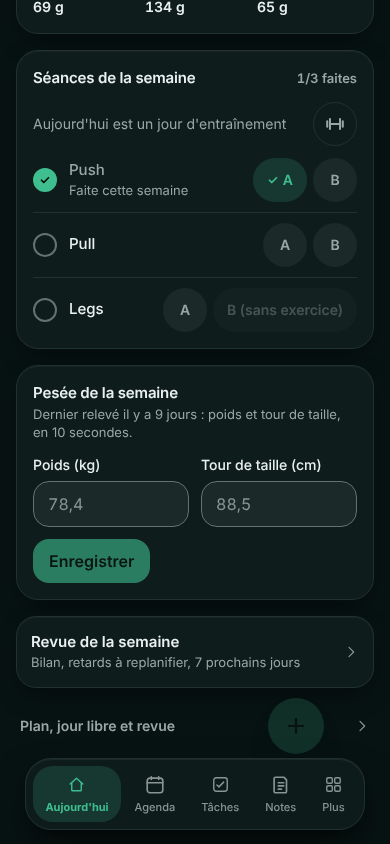 69 g 134 g 65 g
Séances de la semaine 1/3 faites
Aujourd'hui est un jour d'entraînement
Push
Faite cette semaine
A B
Pull A B
Legs A B (sans exercice)
Pesée de la semaine
Dernier relevé il y a 9 jours : poids et tour de taille,
en 10 secondes.
Poids (kg) Tour de taille (cm)
78,4 88,5
Enregistrer
Revue de la semaine
Bilan, retards à replanifier, 7 prochains jours
Plan, jour libre et revue
Aujourd'hui Agenda Tâches Notes Plus